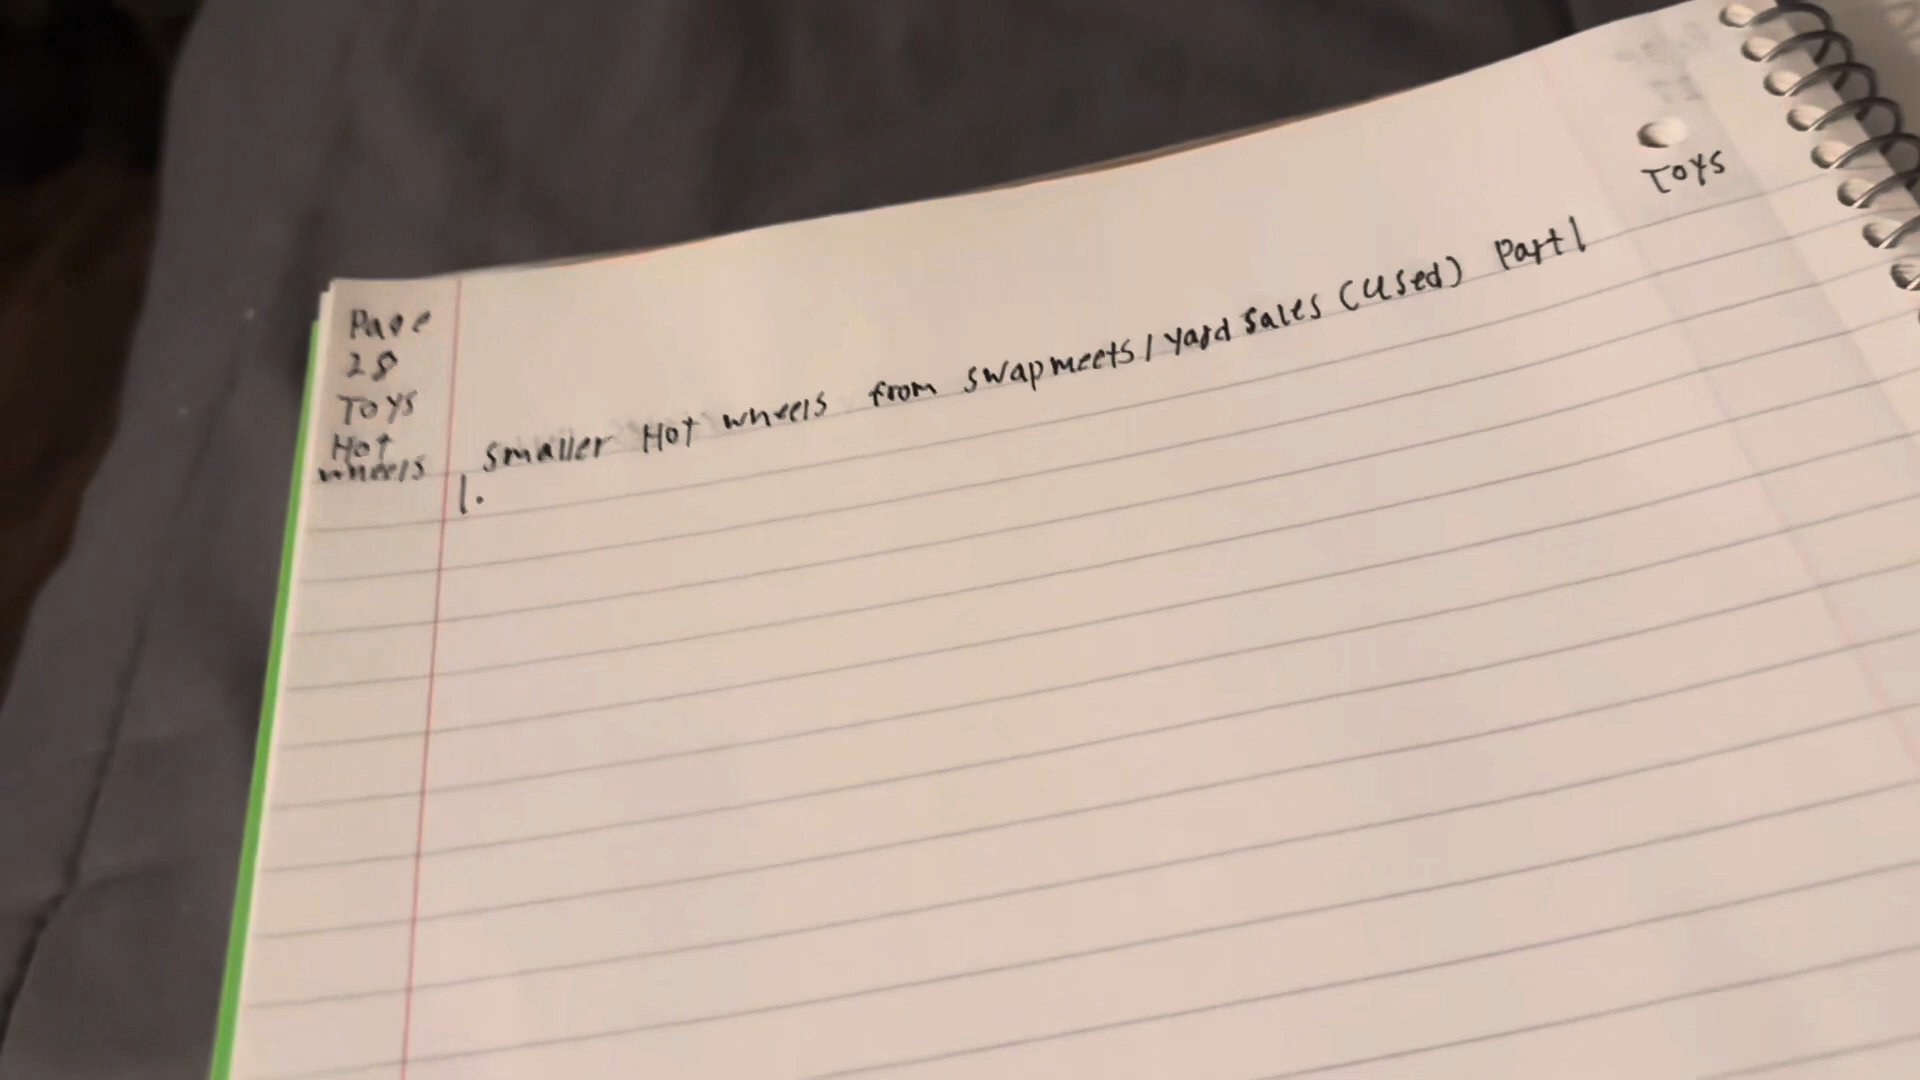 Toys
Page
28
Toys
Hot
wheels
smaller Hot wheels from swapmeets/yard sales (used) Part 1
1.